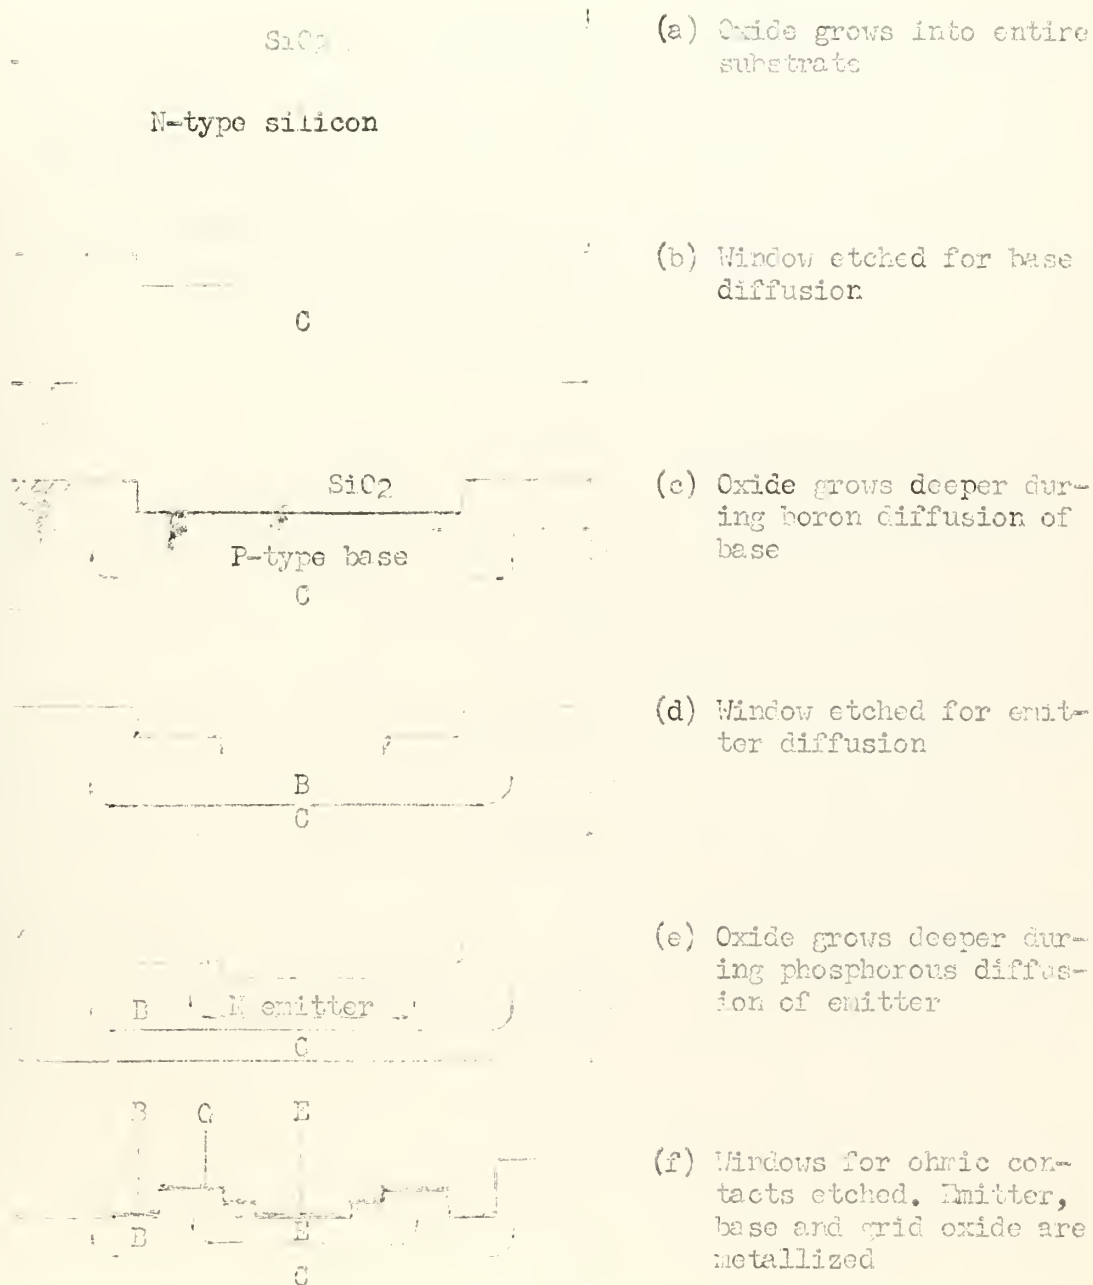 SiO2
(a) Oxide grows into entire
substrate
N-type silicon
(b) Window etched for base
diffusion
C
SiO2
(c) Oxide grows deeper dur-
ing boron diffusion of
base
P-type base
C
(d) Window etched for emit-
ter diffusion
B
C
(e) Oxide grows deeper dur-
ing phosphorous diffus-
ion of emitter
B N emitter
C
B G E
(f) Windows for ohmic con-
tacts etched. Emitter,
base and grid oxide are
metallized
B E
C